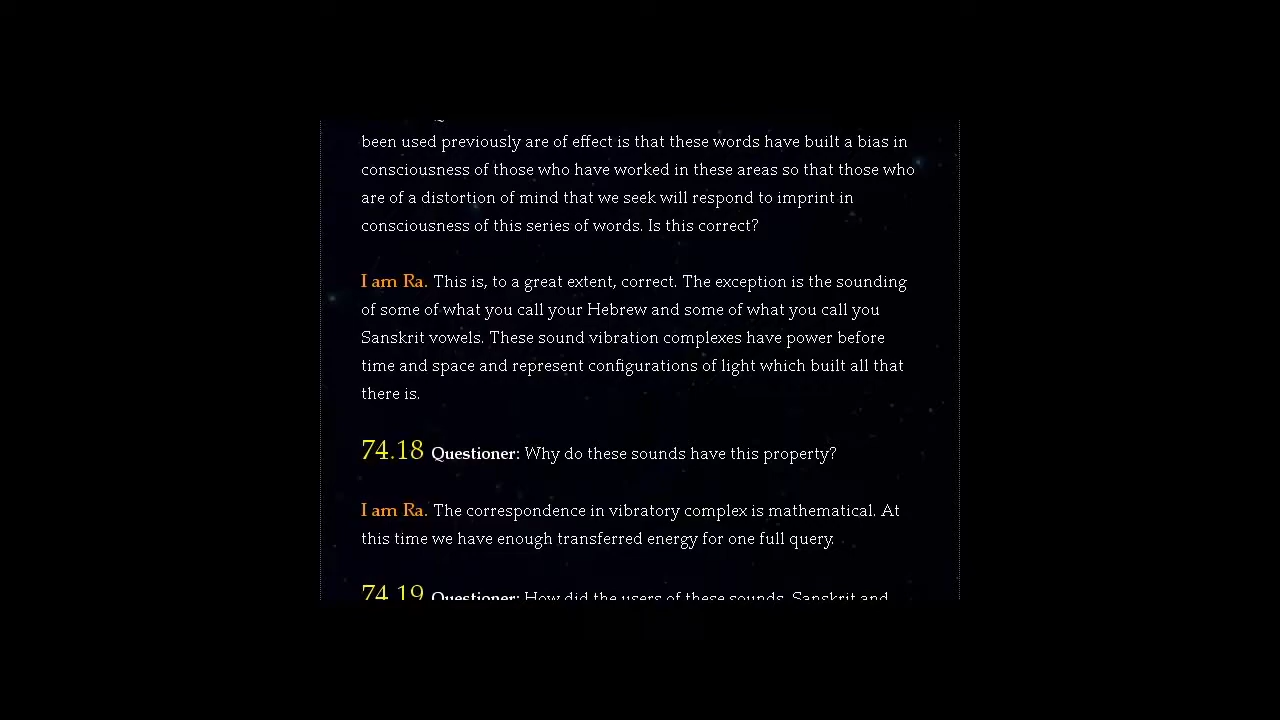 been used previously are of effect is that these words have built a bias in
consciousness of those who have worked in these areas so that those who
are of a distortion of mind that we seek will respond to imprint in
consciousness of this series of words. Is this correct?
I am Ra. This is, to a great extent, correct. The exception is the sounding
of some of what you call your Hebrew and some of what you call you
Sanskrit vowels. These sound vibration complexes have power before
time and space and represent configurations of light which built all that
there is.
74.18 Questioner: Why do these sounds have this property?
I am Ra. The correspondence in vibratory complex is mathematical. At
this time we have enough transferred energy for one full query.
74.19 Questioner: How did the users of these sounds, Sanskrit and